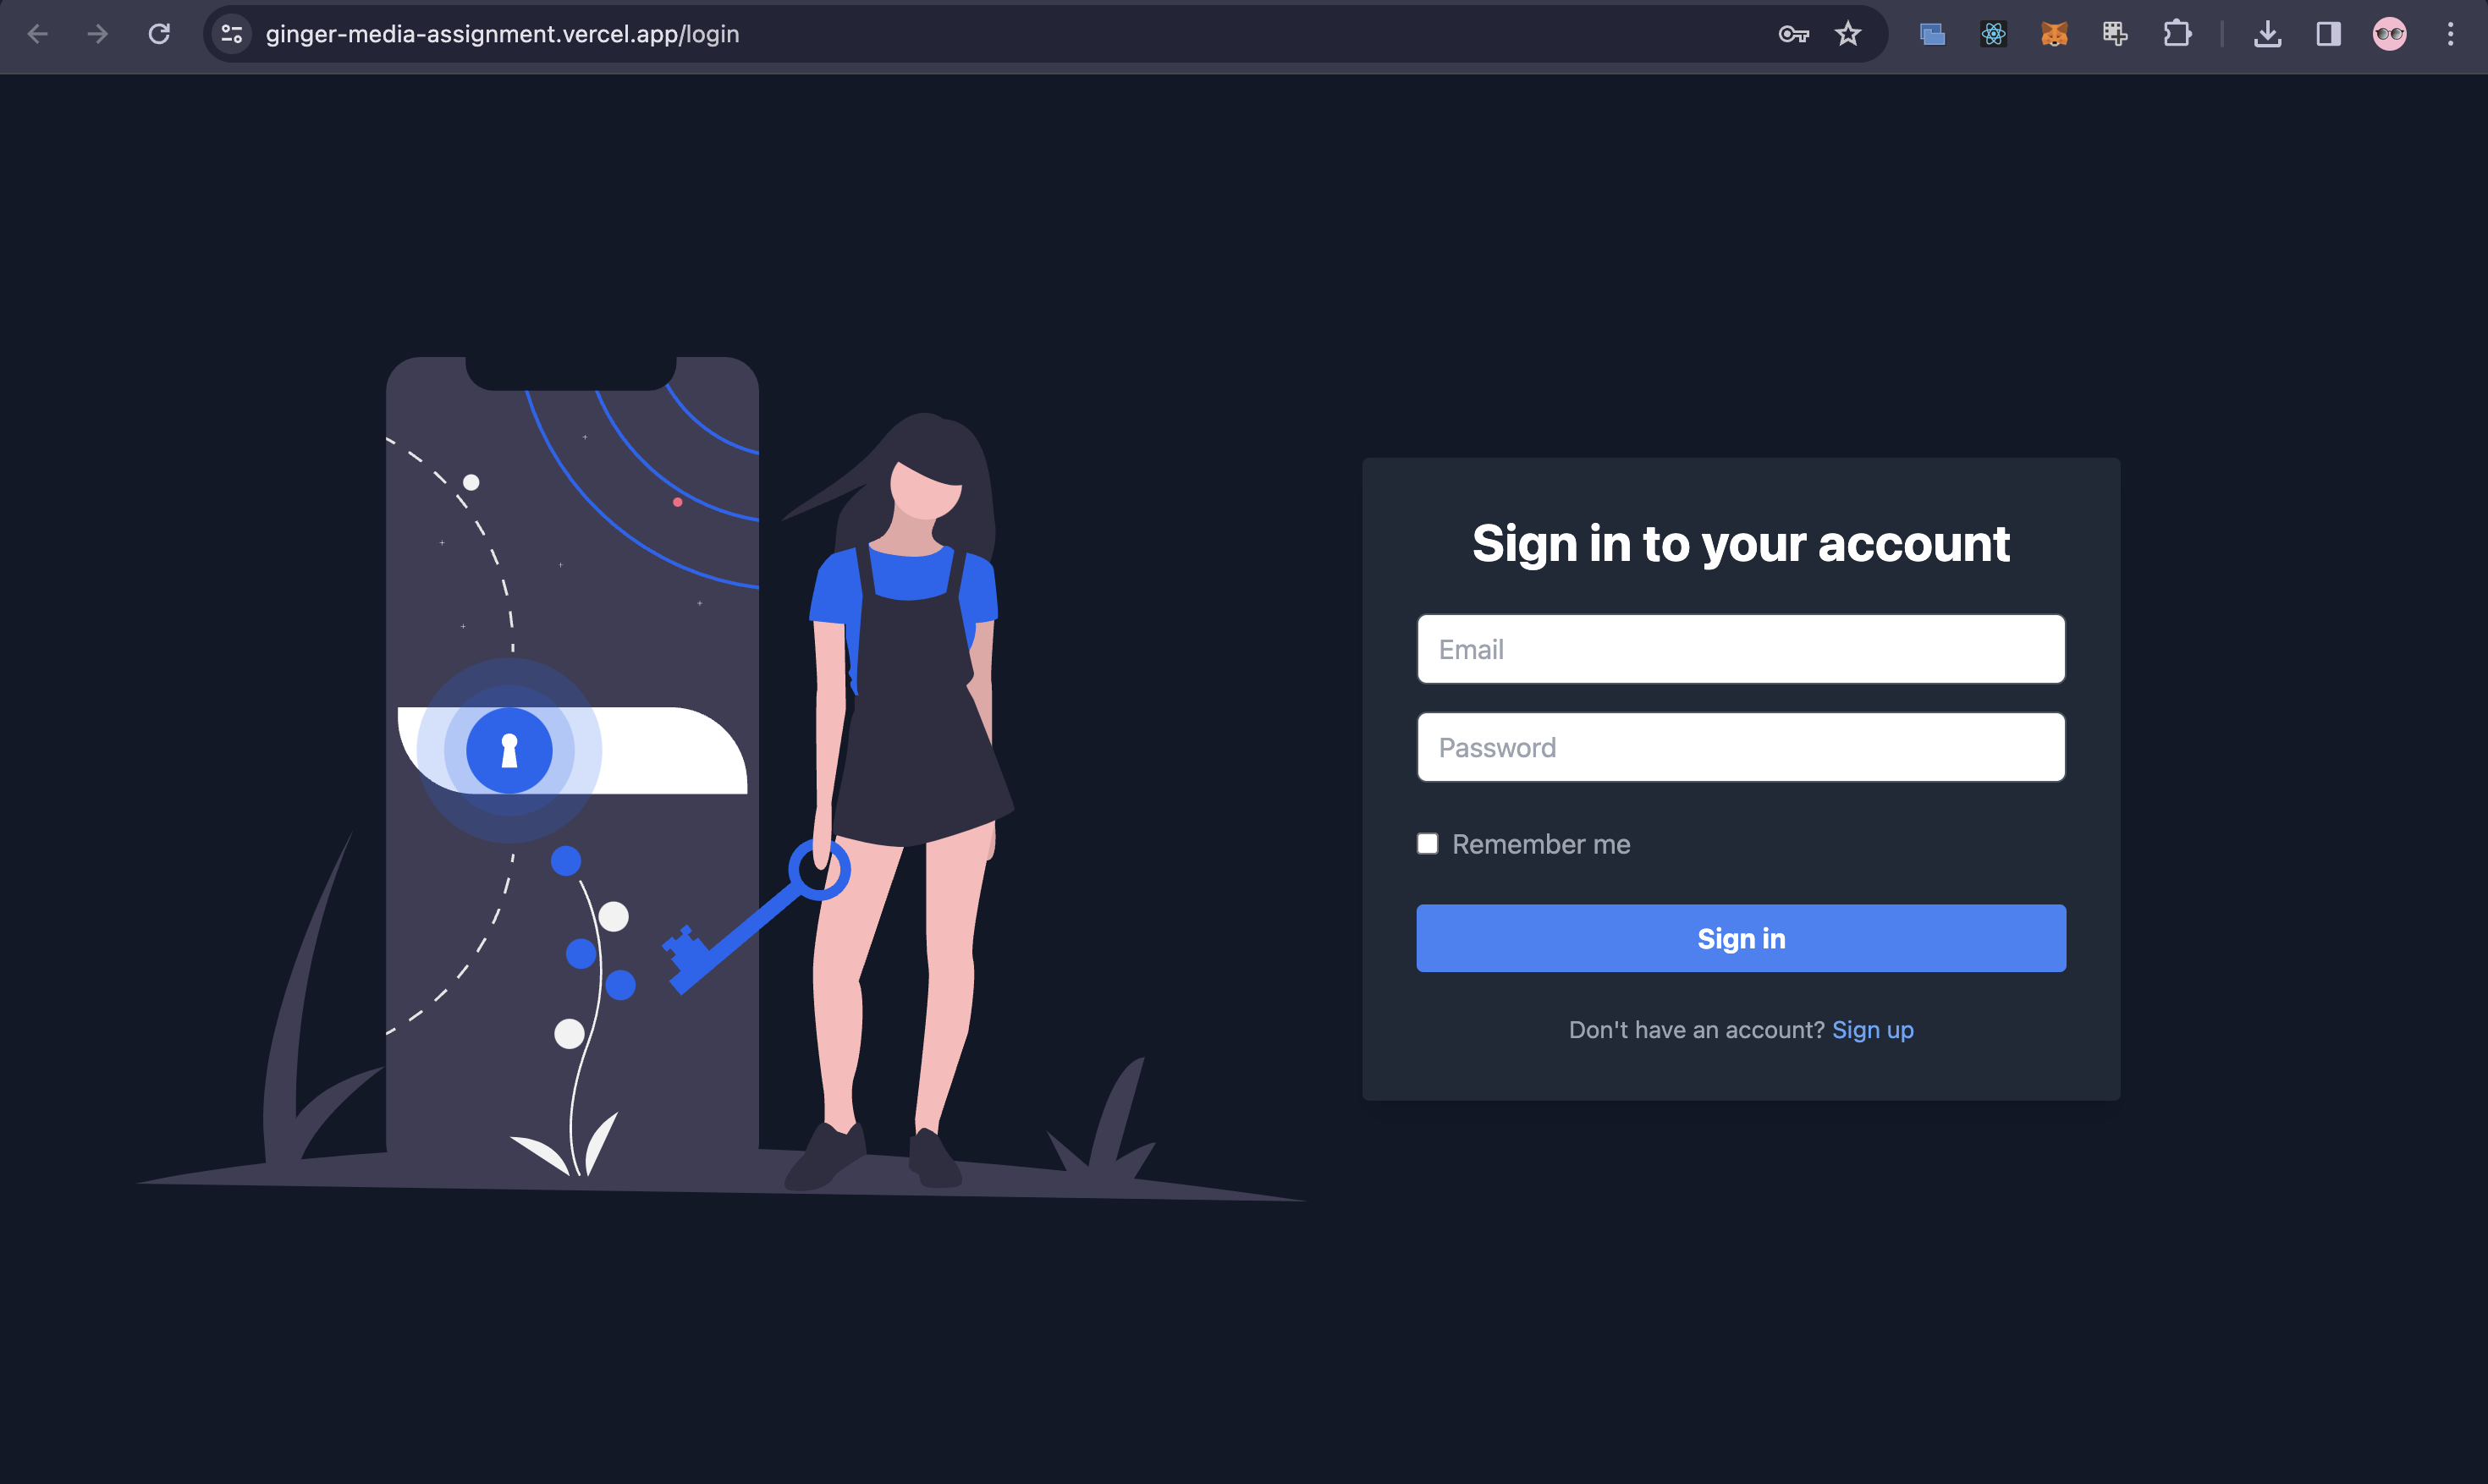 ginger-media-assignment.vercel.app/login
Sign in to your account
Email
Password
Remember me
Sign in
Don't have an account? Sign up